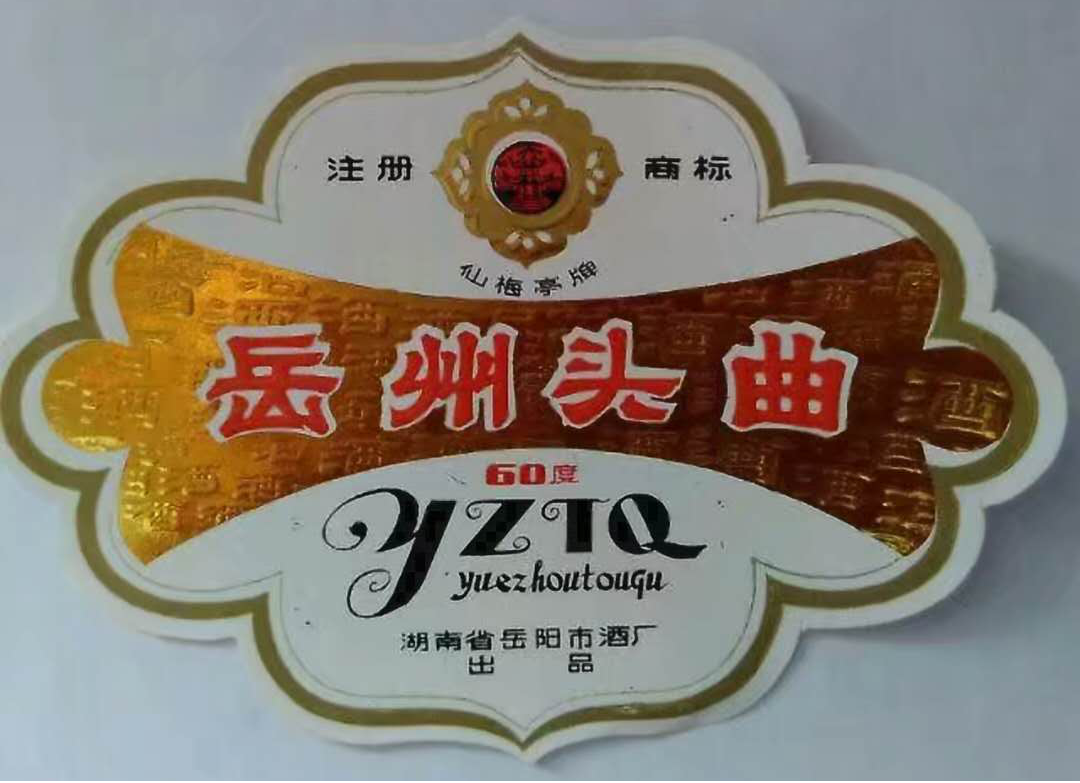 注册 商标
仙梅亭牌
岳州头曲
60度
YZTQ
yuezhoutouqu
湖南省岳阳市酒厂
出品